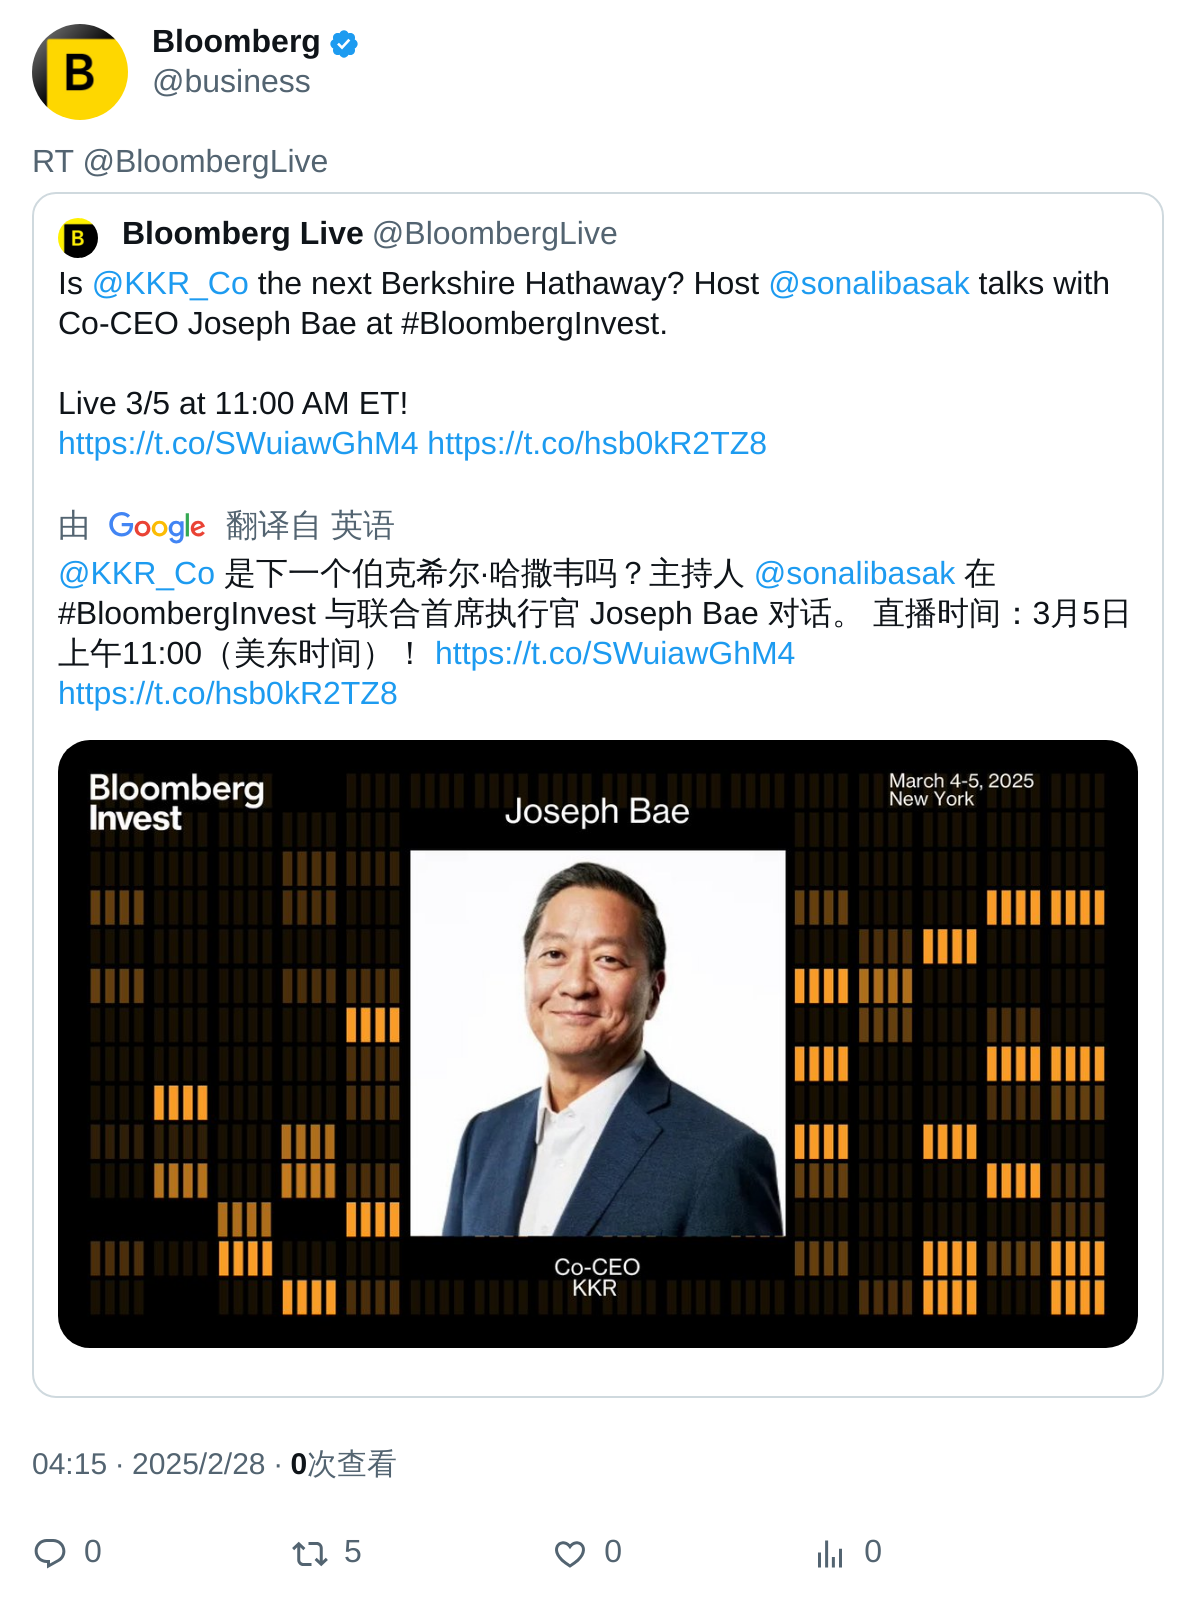 Bloomberg
@business
RT @BloombergLive
Bloomberg Live @BloombergLive
Is @KKR_Co the next Berkshire Hathaway? Host @sonalibasak talks with
Co-CEO Joseph Bae at #BloombergInvest.
Live 3/5 at 11:00 AM ET!
https://t.co/SWuiawGhM4 https://t.co/hsb0kR2TZ8
由 Google 翻译自 英语
@KKR_Co 是下一个伯克希尔·哈撒韦吗？主持人 @sonalibasak 在
#BloombergInvest 与联合首席执行官 Joseph Bae 对话。 直播时间：3月5日
上午11:00（美东时间）！ https://t.co/SWuiawGhM4
https://t.co/hsb0kR2TZ8
Bloomberg
Invest
Joseph Bae
March 4-5, 2025
New York
Co-CEO
KKR
04:15 · 2025/2/28 · 0次查看
0 5 0 0